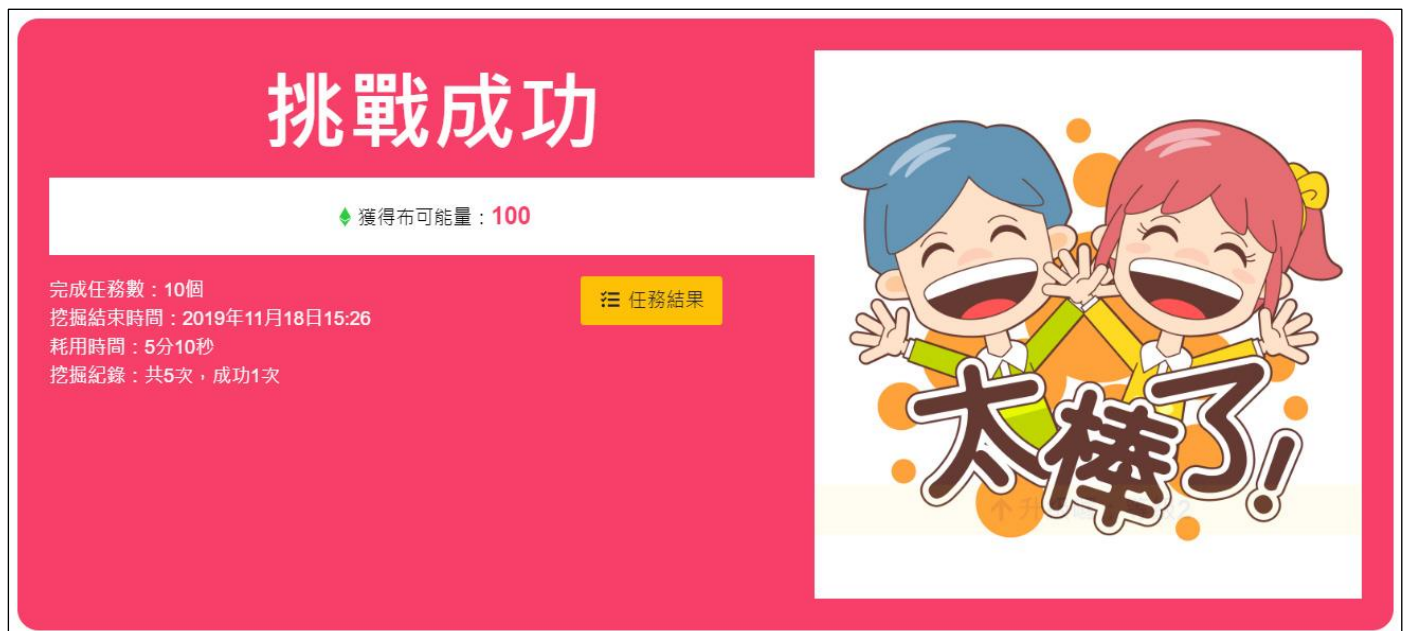 挑戰成功
獲得布可能量：100
完成任務數：10個
挖掘結束時間：2019年11月18日15:26
耗用時間：5分10秒
挖掘紀錄：共5次，成功1次
任務結果
太棒了!